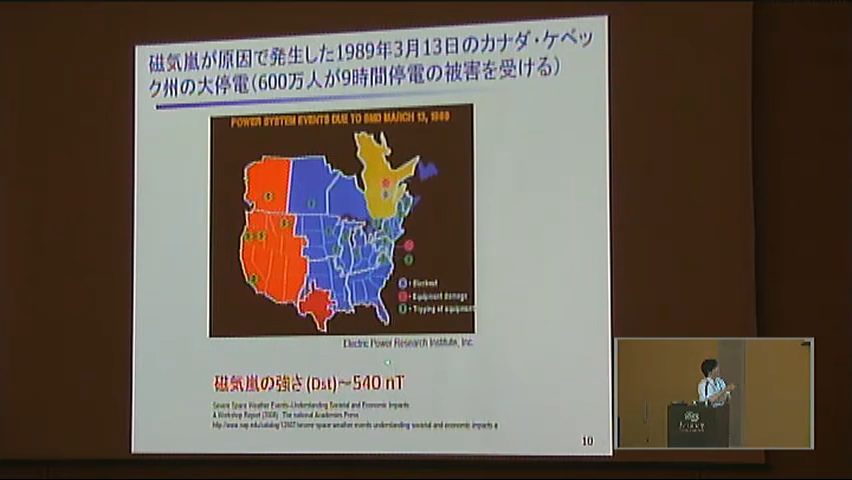 磁気嵐が原因で発生した1989年3月13日のカナダ・ケベッ
ク州の大停電(600万人が9時間停電の被害を受ける)
POWER SYSTEM EVENTS DUE TO SMD MARCH 13, 1989
Blackout
Equipment damage
Tripping of equipment
Electric Power Research Institute, Inc.
磁気嵐の強さ(Dst)~540 nT
Severe Space Weather Events--Understanding Societal and Economic Impacts
A Workshop Report (2008) The national Academies Press
10